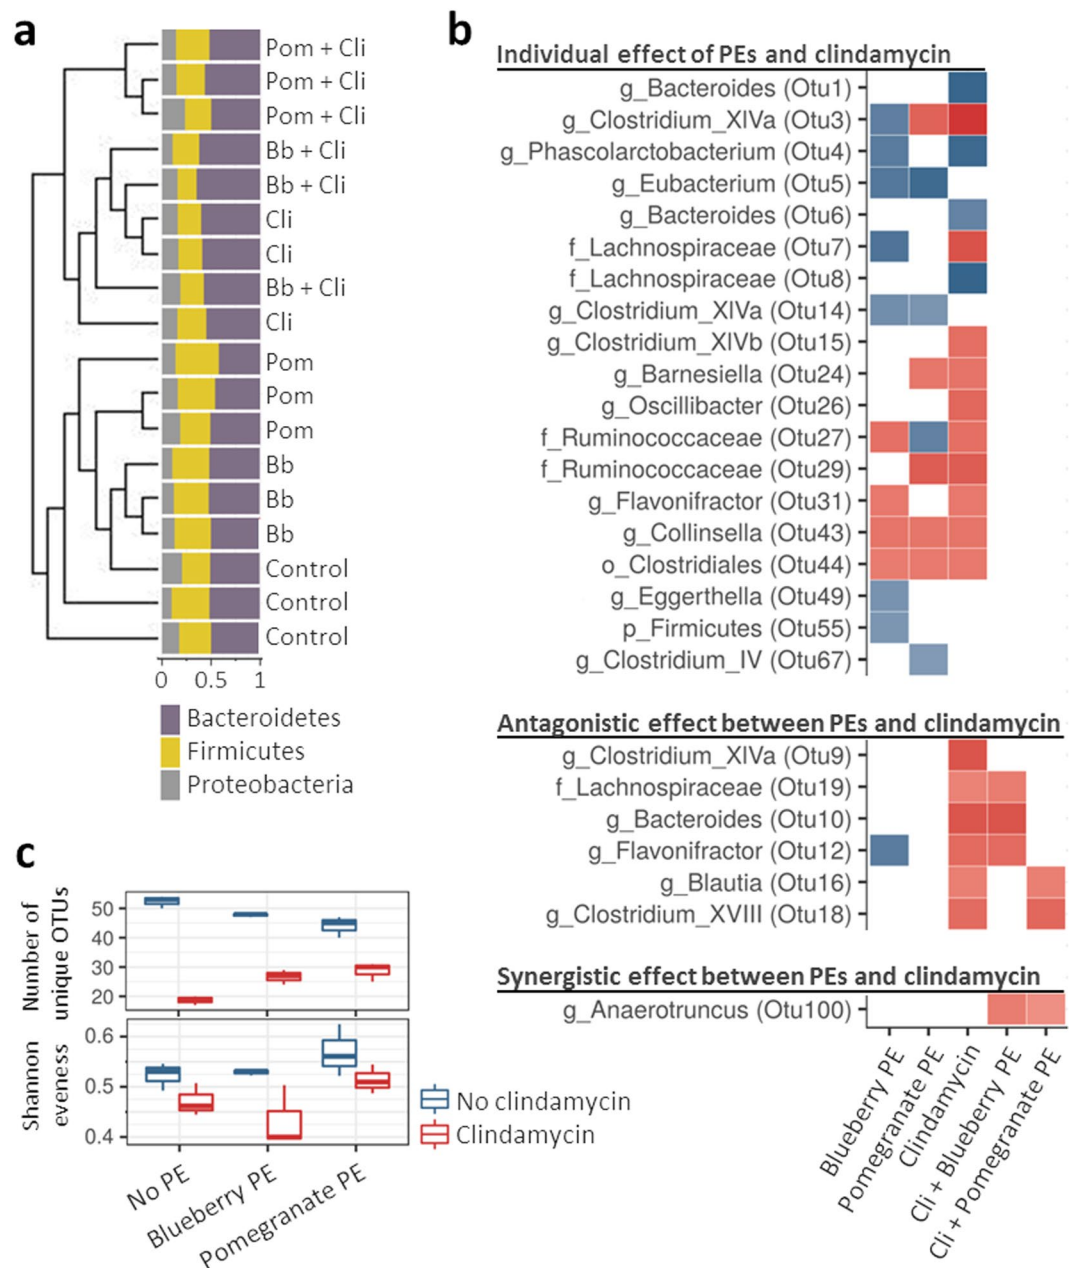 a
Pom + Cli
Pom + Cli
Pom + Cli
Bb + Cli
Bb + Cli
Cli
Cli
Bb + Cli
Cli
Pom
Pom
Pom
Bb
Bb
Bb
Control
Control
Control
0 0.5 1
Bacteroidetes
Firmicutes
Proteobacteria
b
Individual effect of PEs and clindamycin
g_Bacteroides (Otu1)
g_Clostridium_XIVa (Otu3)
g_Phascolarctobacterium (Otu4)
g_Eubacterium (Otu5)
g_Bacteroides (Otu6)
f_Lachnospiraceae (Otu7)
f_Lachnospiraceae (Otu8)
g_Clostridium_XIVa (Otu14)
g_Clostridium_XIVb (Otu15)
g_Barnesiella (Otu24)
g_Oscillibacter (Otu26)
f_Ruminococcaceae (Otu27)
f_Ruminococcaceae (Otu29)
g_Flavonifractor (Otu31)
g_Collinsella (Otu43)
o_Clostridiales (Otu44)
g_Eggerthella (Otu49)
p_Firmicutes (Otu55)
g_Clostridium_IV (Otu67)
Antagonistic effect between PEs and clindamycin
g_Clostridium_XIVa (Otu9)
f_Lachnospiraceae (Otu19)
g_Bacteroides (Otu10)
g_Flavonifractor (Otu12)
g_Blautia (Otu16)
g_Clostridium_XVIII (Otu18)
Synergistic effect between PEs and clindamycin
g_Anaerotruncus (Otu100)
Blueberry PE
Pomegranate PE
Clindamycin
Cli + Blueberry PE
Cli + Pomegranate PE
c
Number of
unique OTUs
50
40
30
20
Shannon
eveness
0.6
0.5
0.4
No PE
Blueberry PE
Pomegranate PE
No clindamycin
Clindamycin